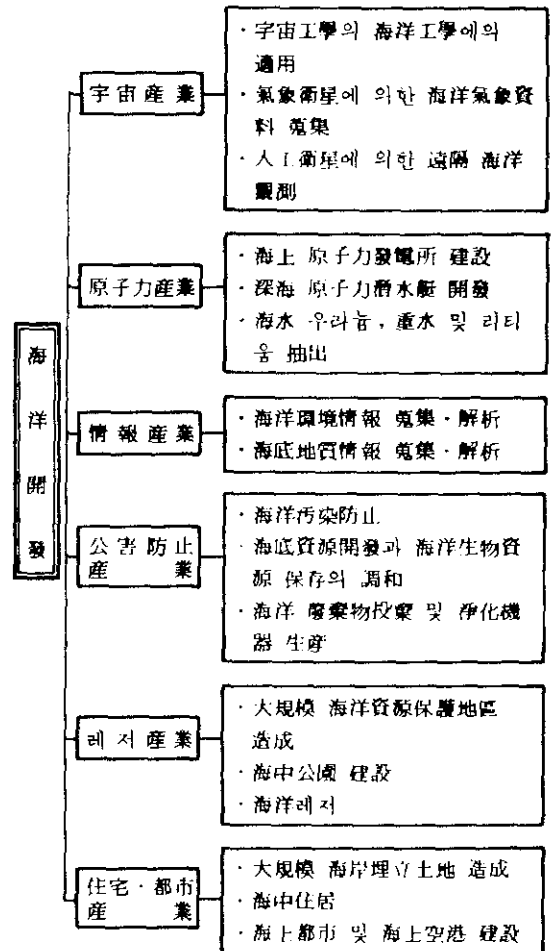 海
洋
開
發
宇宙産業
· 宇宙工學의 海洋工學에의
適用
· 氣象衛星에 의한 海洋氣象資
料 蒐集
· 人工衛星에 의한 遠隔 海洋
觀測
原子力産業
· 海上 原子力發電所 建設
· 深海 原子力潛水艇 開發
· 海水 우라늄, 重水 및 리티
움 抽出
情報産業
· 海洋環境情報 蒐集·解析
· 海底地質情報 蒐集·解析
公害防止
産業
· 海洋汚染防止
· 海底資源開發과 海洋生物資
源 保存의 調和
· 海洋 廢棄物投棄 및 淨化機
器 生産
레저産業
· 大規模 海洋資源保護地區
造成
· 海中公園 建設
· 海洋레저
住宅·都市
産業
· 大規模 海岸埋立土地 造成
· 海中住居
· 海上都市 및 海上空港 建設